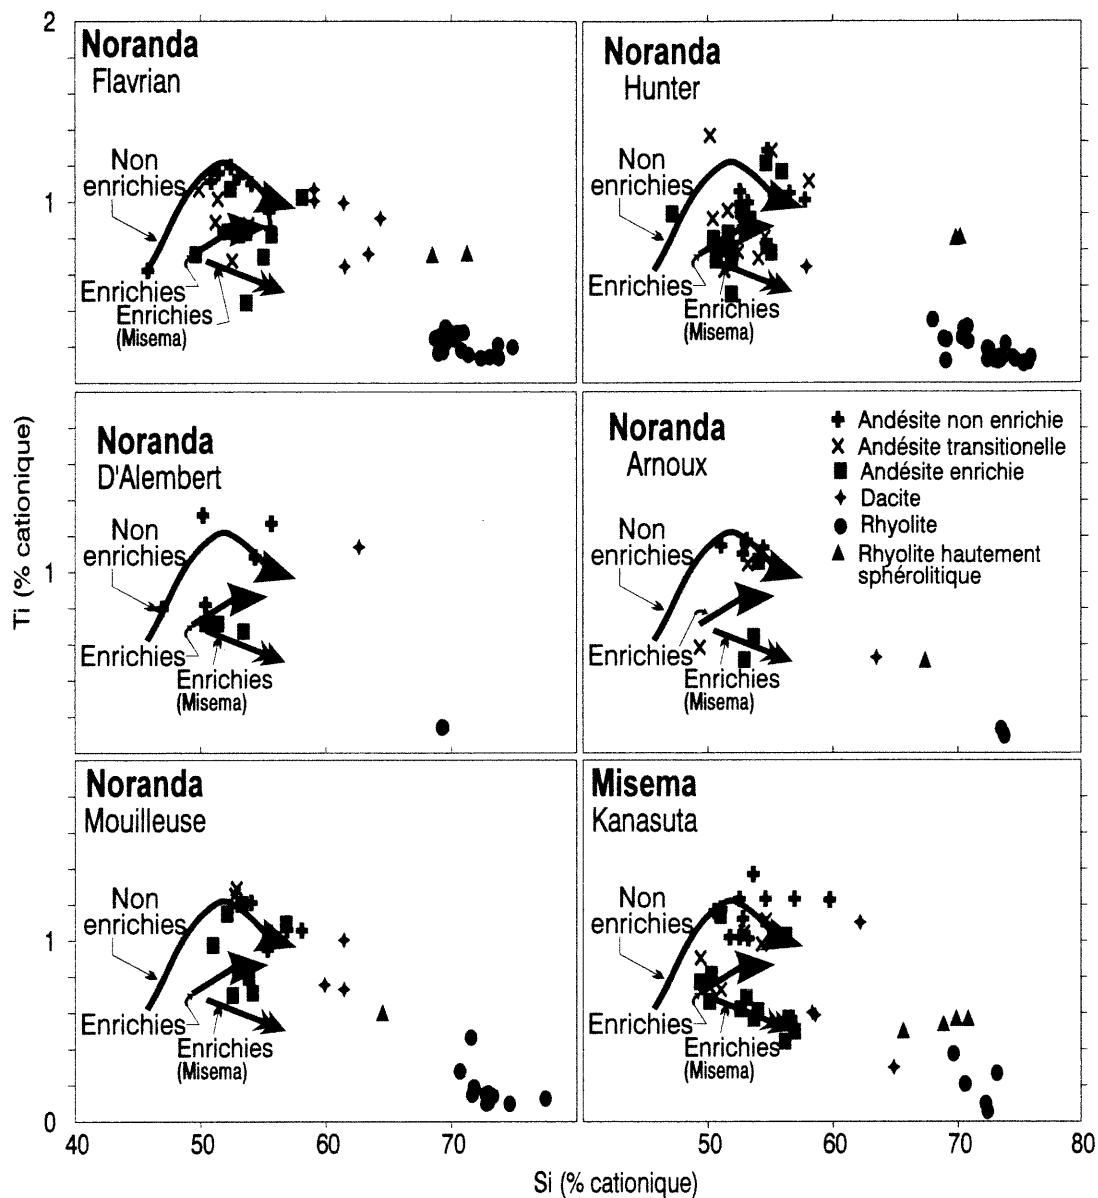 2
Noranda
Flavrian
Non
enrichies
1
Enrichies
Enrichies
(Misema)
Noranda
Hunter
Non
enrichies
Enrichies
Enrichies
(Misema)
Ti (% cationique)
Noranda
D'Alembert
Non
enrichies
1
Enrichies
Enrichies
(Misema)
Noranda
Arnoux
Andésite non enrichie
Andésite transitionelle
Andésite enrichie
Dacite
Rhyolite
Rhyolite hautement
sphérolitique
Non
enrichies
Enrichies
Enrichies
(Misema)
Noranda
Mouilleuse
Non
enrichies
1
Enrichies
Enrichies
(Misema)
0
Misema
Kanasuta
Non
enrichies
Enrichies
Enrichies
(Misema)
40 50 60 70 50 60 70 80
Si (% cationique)